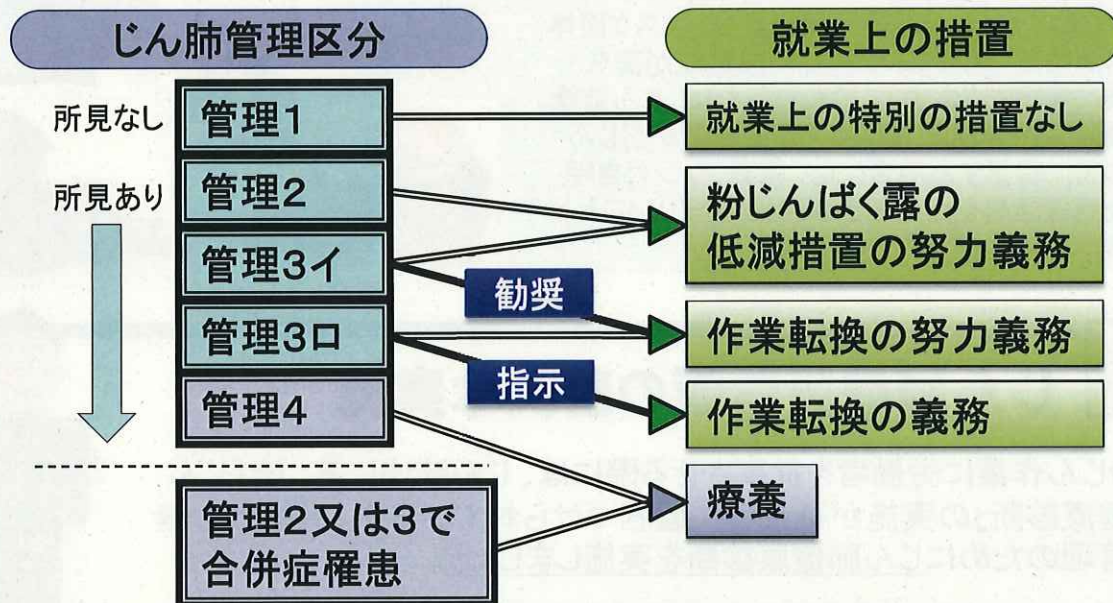 じん肺管理区分
就業上の措置
所見なし
管理1
就業上の特別の措置なし
所見あり
管理2
粉じんばく露の
低減措置の努力義務
管理3イ
勧奨
管理3ロ
作業転換の努力義務
指示
管理4
作業転換の義務
管理2又は3で
合併症罹患
療養